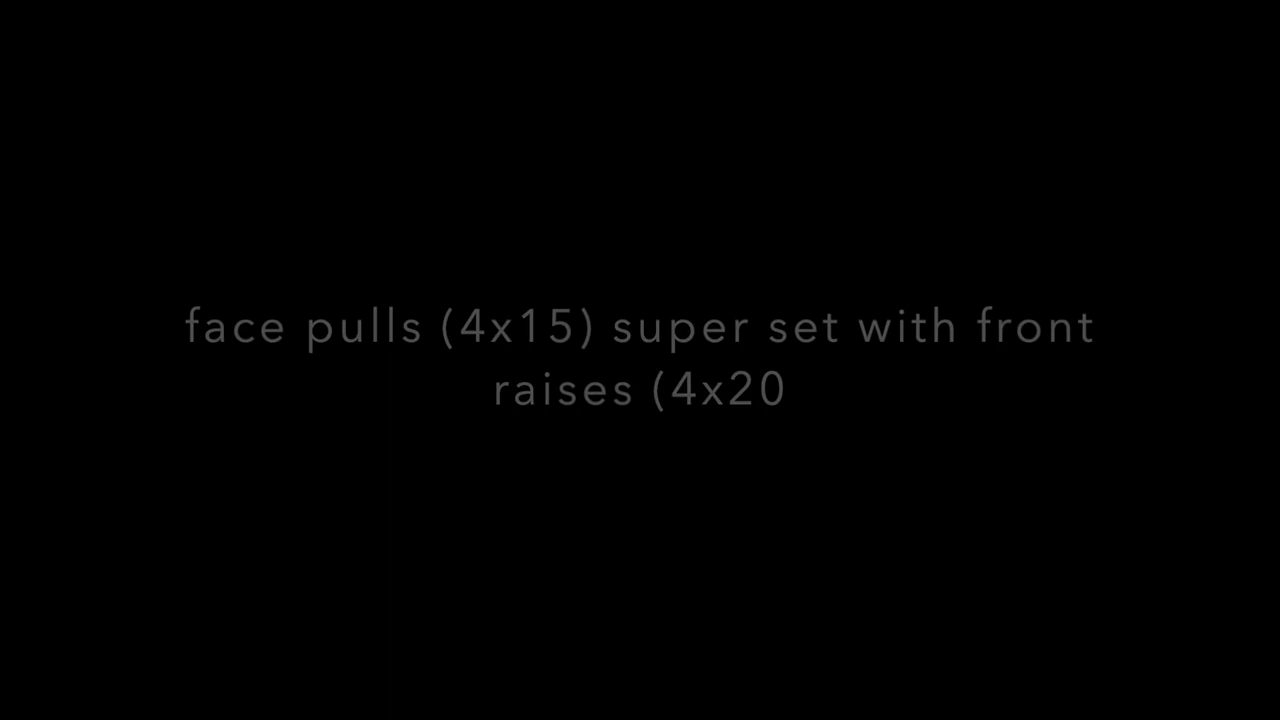 face pulls (4x15) super set with front
raises (4x20